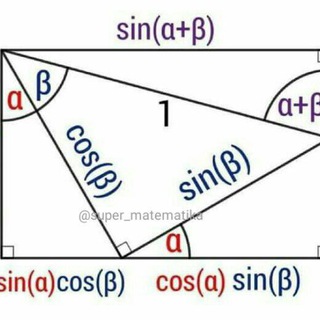 sin(α+β)
α β
1
α+β
cos(β)
sin(β)
@super_matematika
α
sin(α)cos(β) cos(α) sin(β)